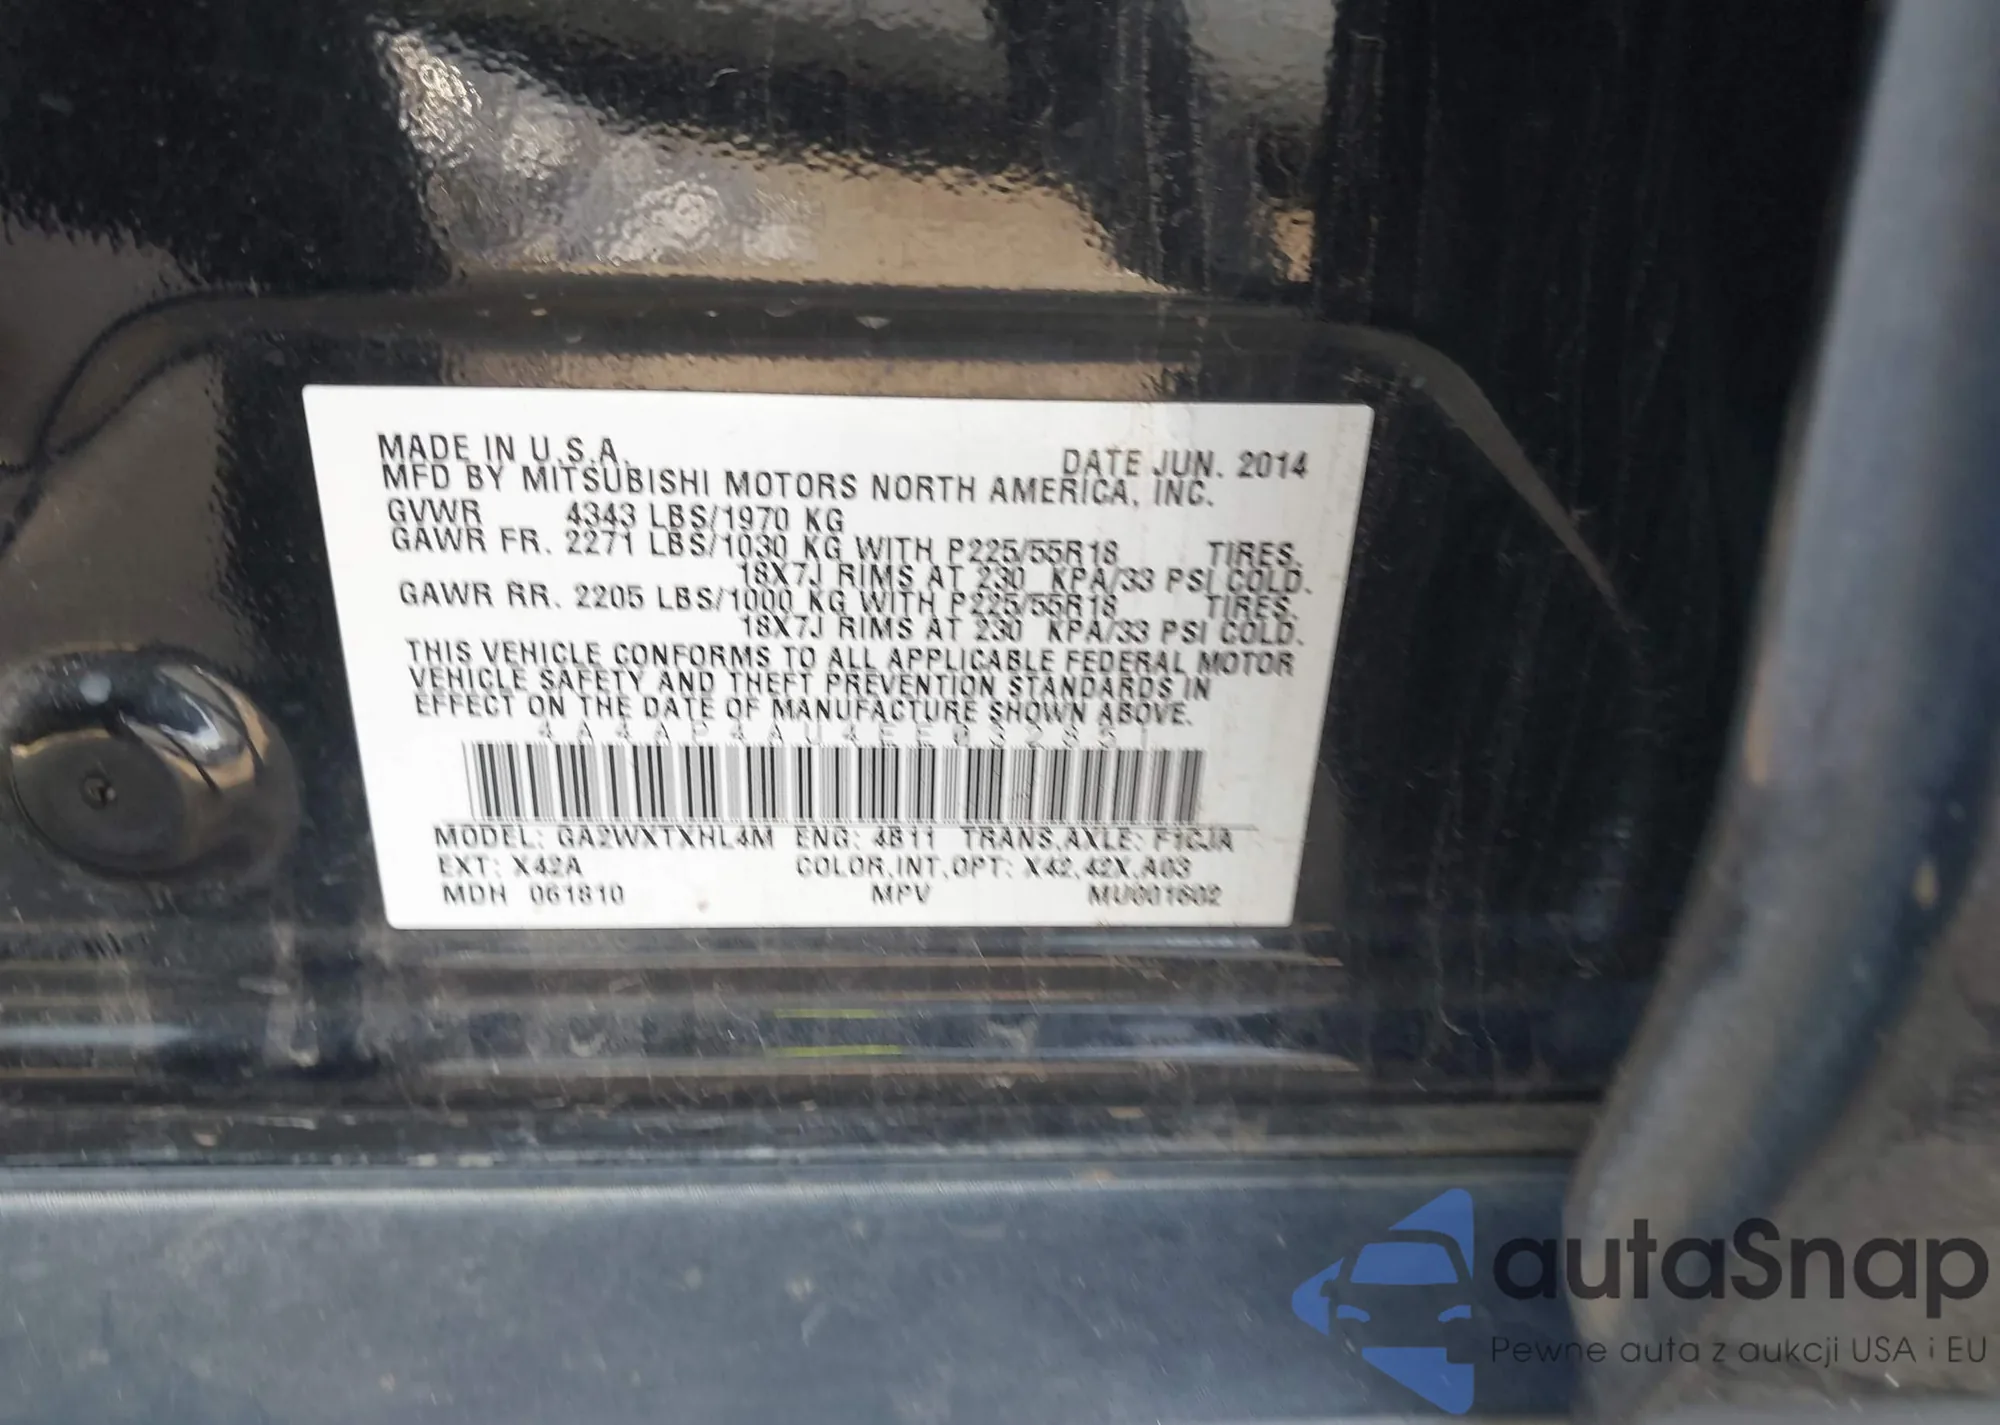 MADE IN U.S.A. DATE JUN. 2014
MFD BY MITSUBISHI MOTORS NORTH AMERICA, INC.
GVWR 4343 LBS/1970 KG
GAWR FR. 2271 LBS/1030 KG WITH P225/55R18 TIRES.
18X7J RIMS AT 230 KPA/33 PSI COLD.
GAWR RR. 2205 LBS/1000 KG WITH P225/55R18 TIRES.
18X7J RIMS AT 230 KPA/33 PSI COLD.
THIS VEHICLE CONFORMS TO ALL APPLICABLE FEDERAL MOTOR
VEHICLE SAFETY AND THEFT PREVENTION STANDARDS IN
EFFECT ON THE DATE OF MANUFACTURE SHOWN ABOVE.
MODEL: GA2WXTXHL4M ENG: 4B11 TRANS.AXLE: F1CJA
EXT: X42A COLOR.INT.OPT: X42.42X.A03
MDH 061810 MPV MU001602
autaSnap
Pewne auta z aukcji USA i EU